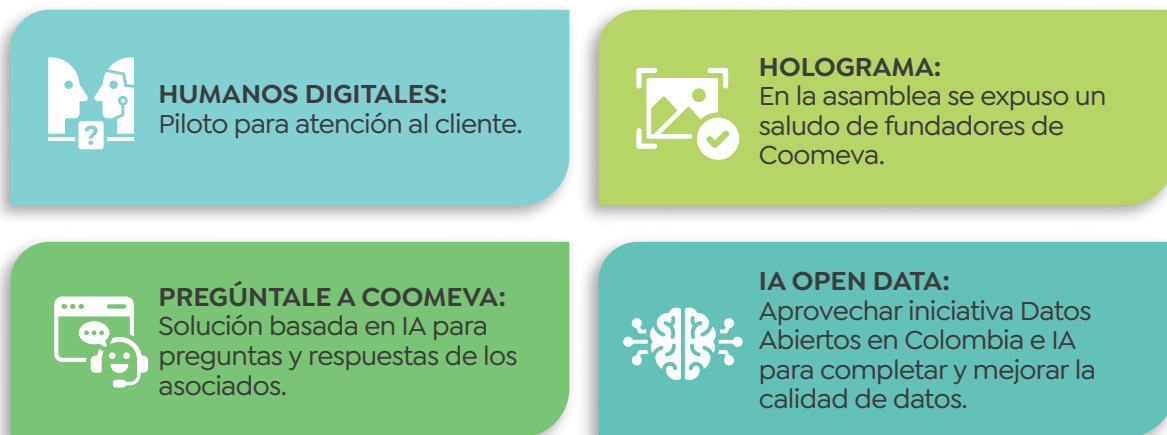 HUMANOS DIGITALES:
Piloto para atención al cliente.
HOLOGRAMA:
En la asamblea se expuso un
saludo de fundadores de
Coomeva.
PREGÚNTALE A COOMEVA:
Solución basada en IA para
preguntas y respuestas de los
asociados.
IA OPEN DATA:
Aprovechar iniciativa Datos
Abiertos en Colombia e IA
para completar y mejorar la
calidad de datos.
?